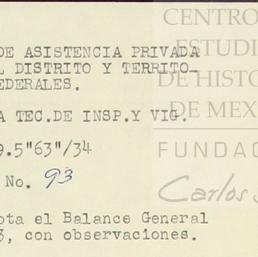 DE ASISTENCIA PRIVADA
L DISTRITO Y TERRITO-
EDERALES.
A TEC. DE INSP. Y VIG.
9.5"63"/34
No. 93
ota el Balance General
3, con observaciones.
CENTRO
ESTUDI
DE HISTO
DE MEX
FUNDAC
Carlos